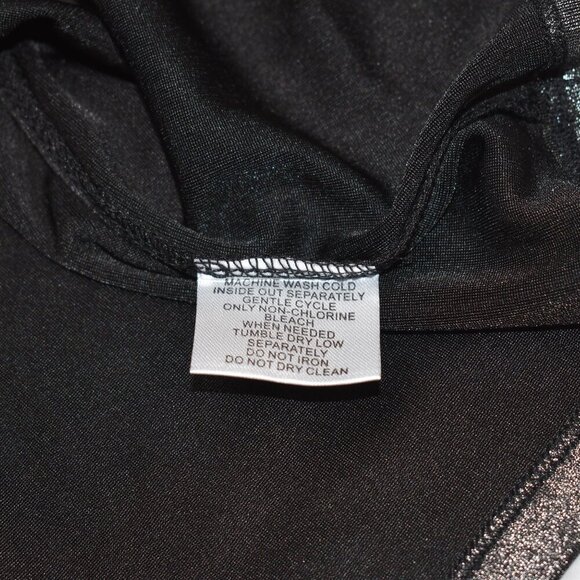 MACHINE WASH COLD
INSIDE OUT SEPARATELY
GENTLE CYCLE
ONLY NON-CHLORINE
BLEACH
WHEN NEEDED
TUMBLE DRY LOW
SEPARATELY
DO NOT IRON
DO NOT DRY CLEAN